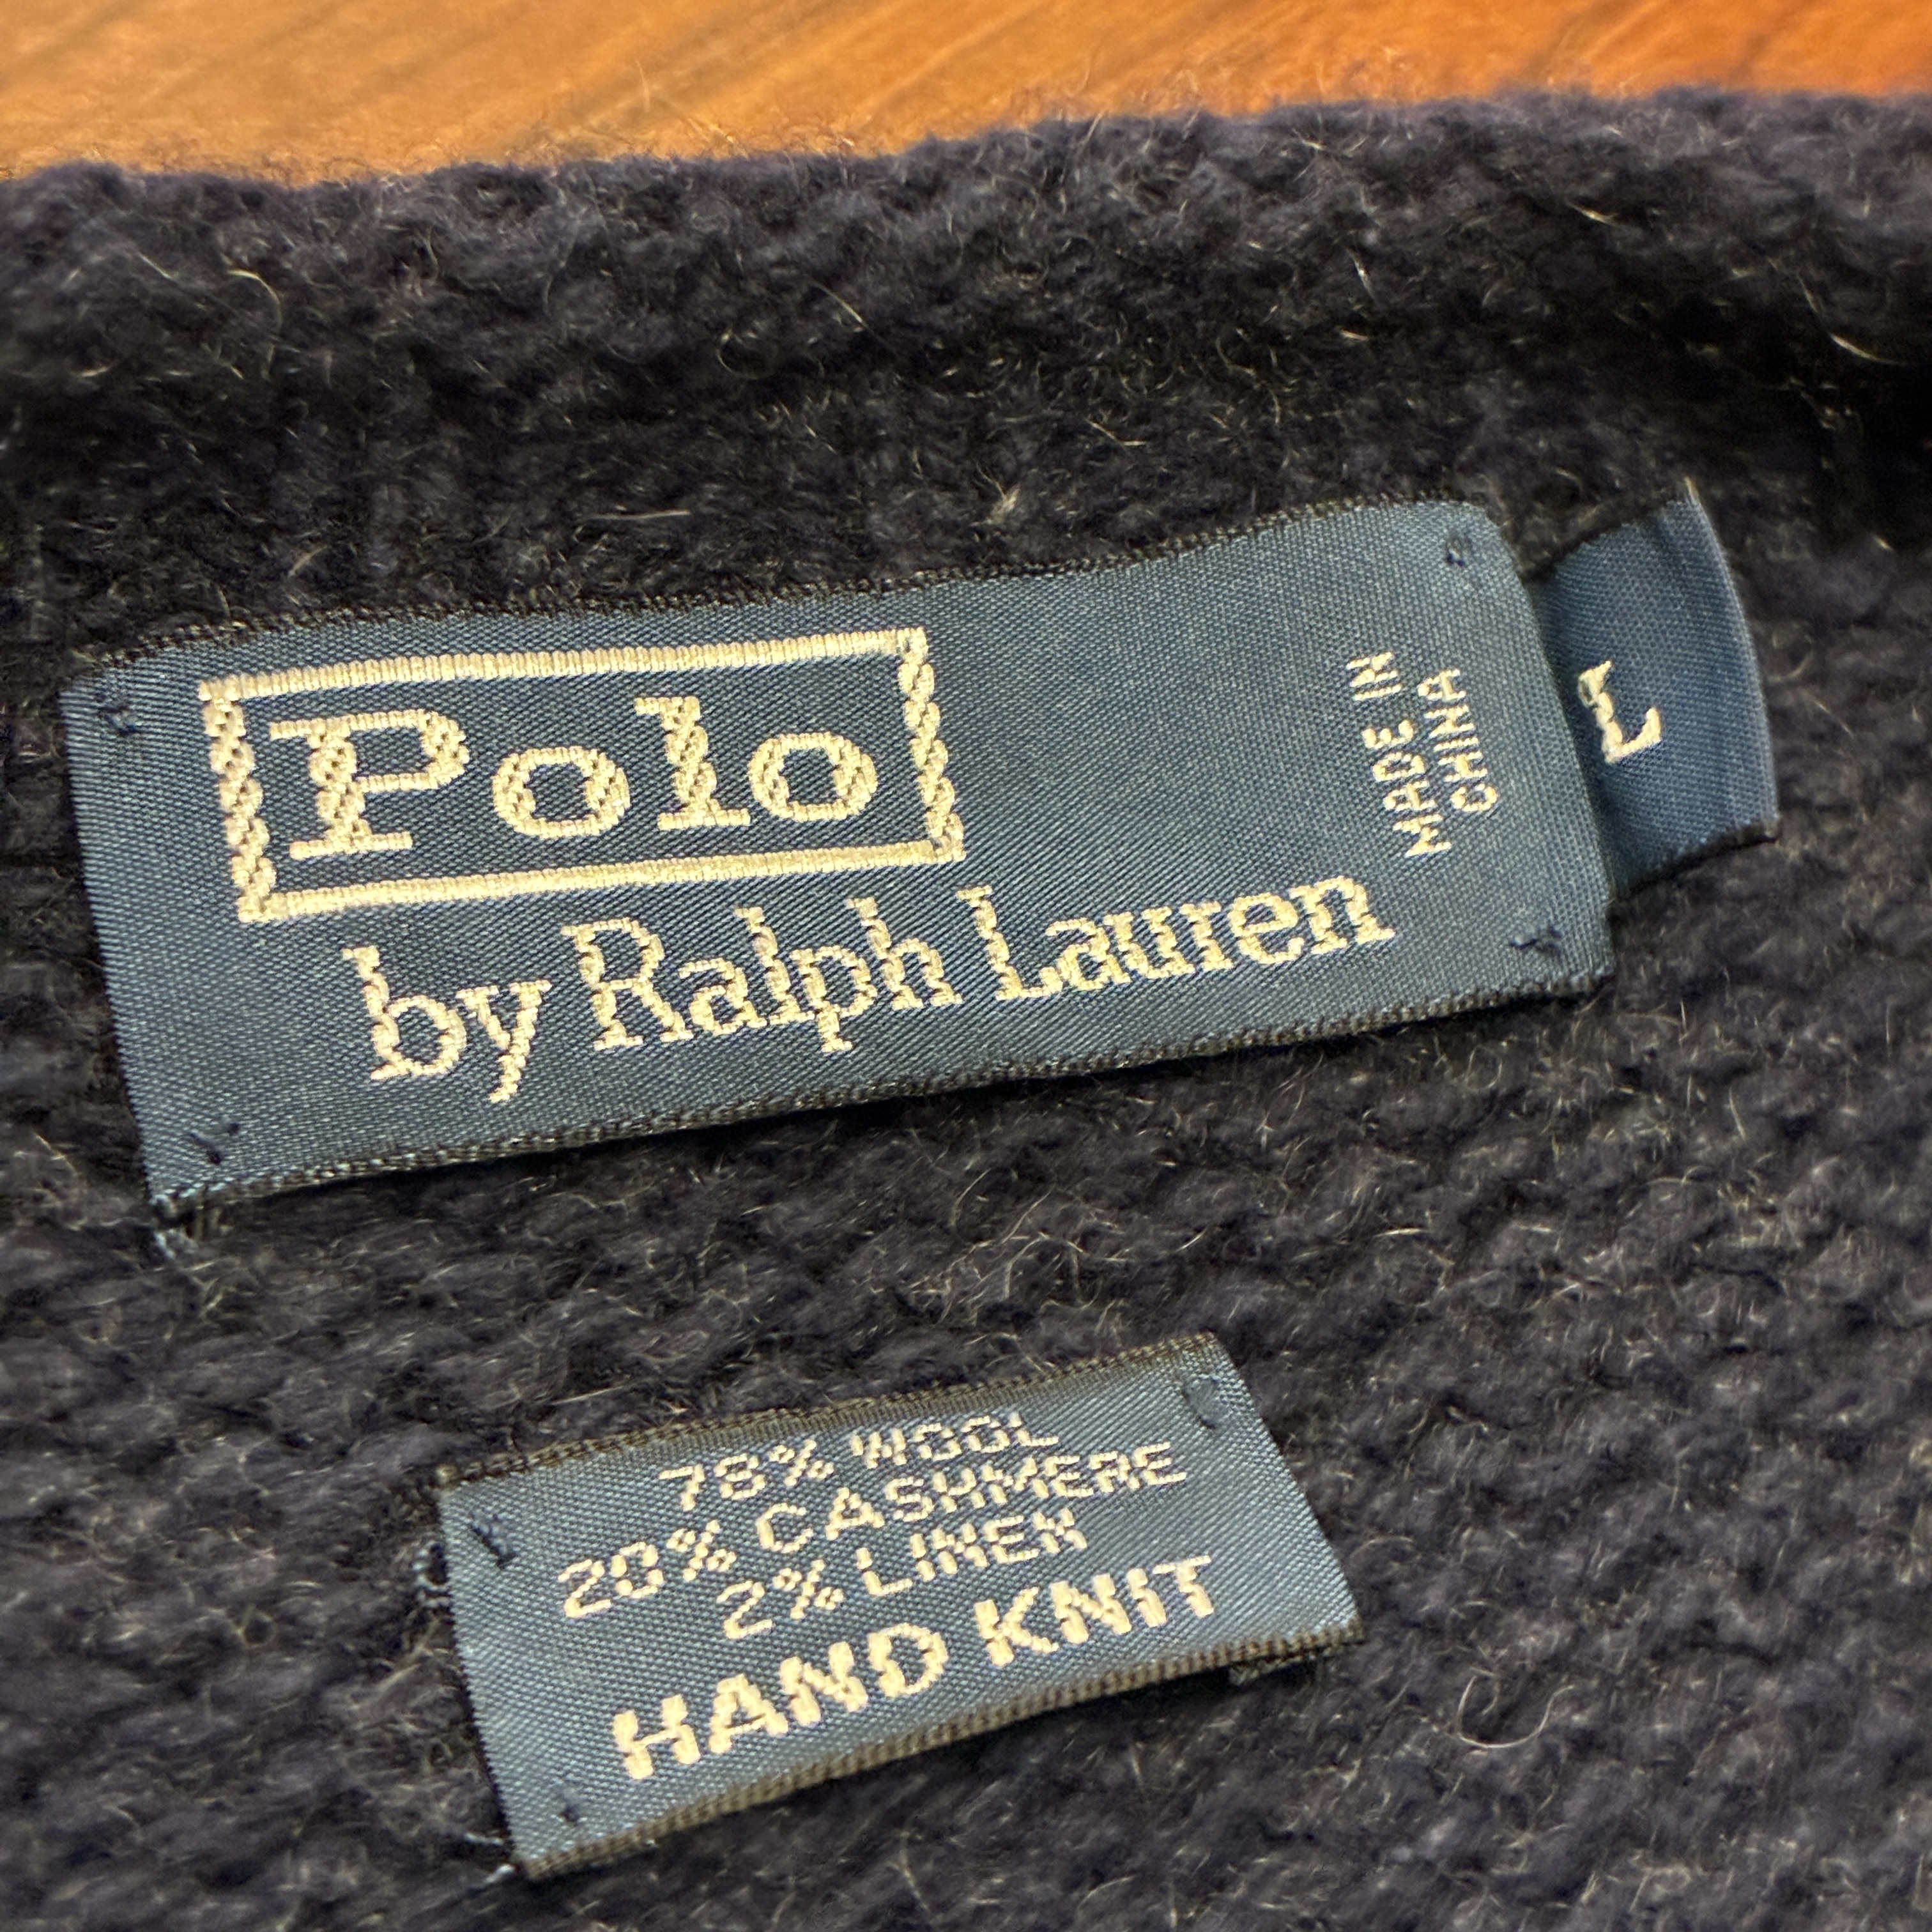 Polo
by Ralph Lauren
MADE IN
CHINA
L
78% WOOL
20% CASHMERE
2% LINEN
HAND KNIT